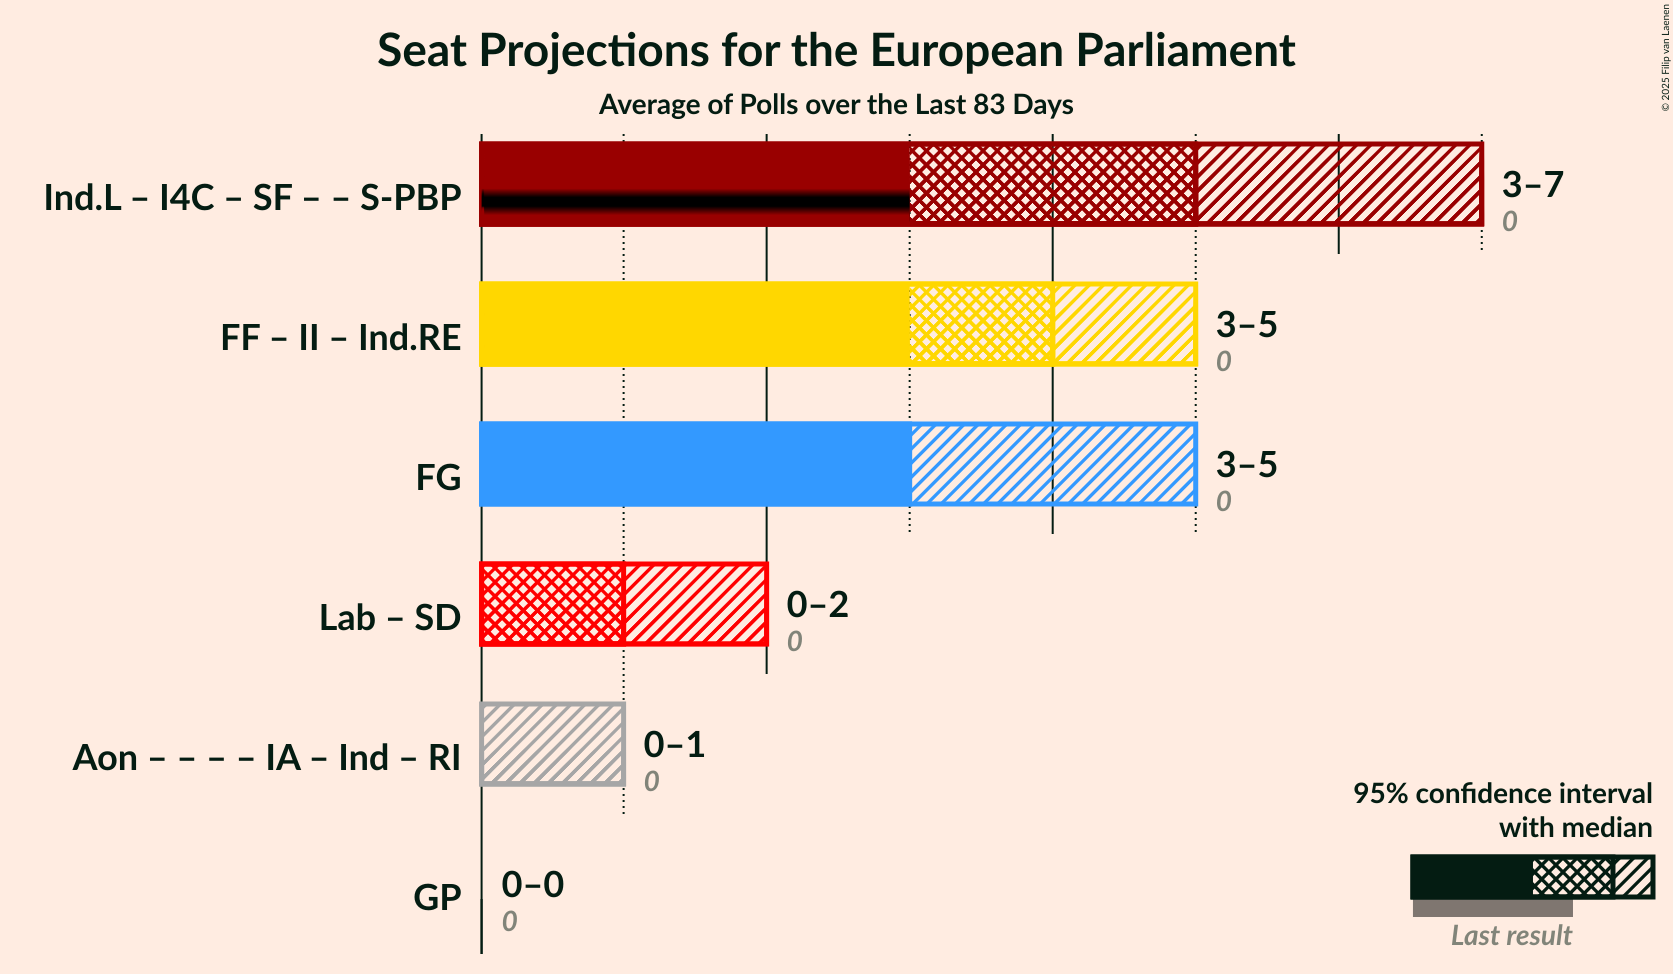 Seat Projections for the European Parliament
Average of Polls over the Last 83 Days
© 2025 Filip van Laenen
Ind.L – I4C – SF – – S-PBP
3–7
0
FF – II – Ind.RE
3–5
0
FG
3–5
0
Lab – SD
0–2
0
Aon – – – – IA – Ind – RI
0–1
0
GP
0–0
0
95% confidence interval
with median
Last result